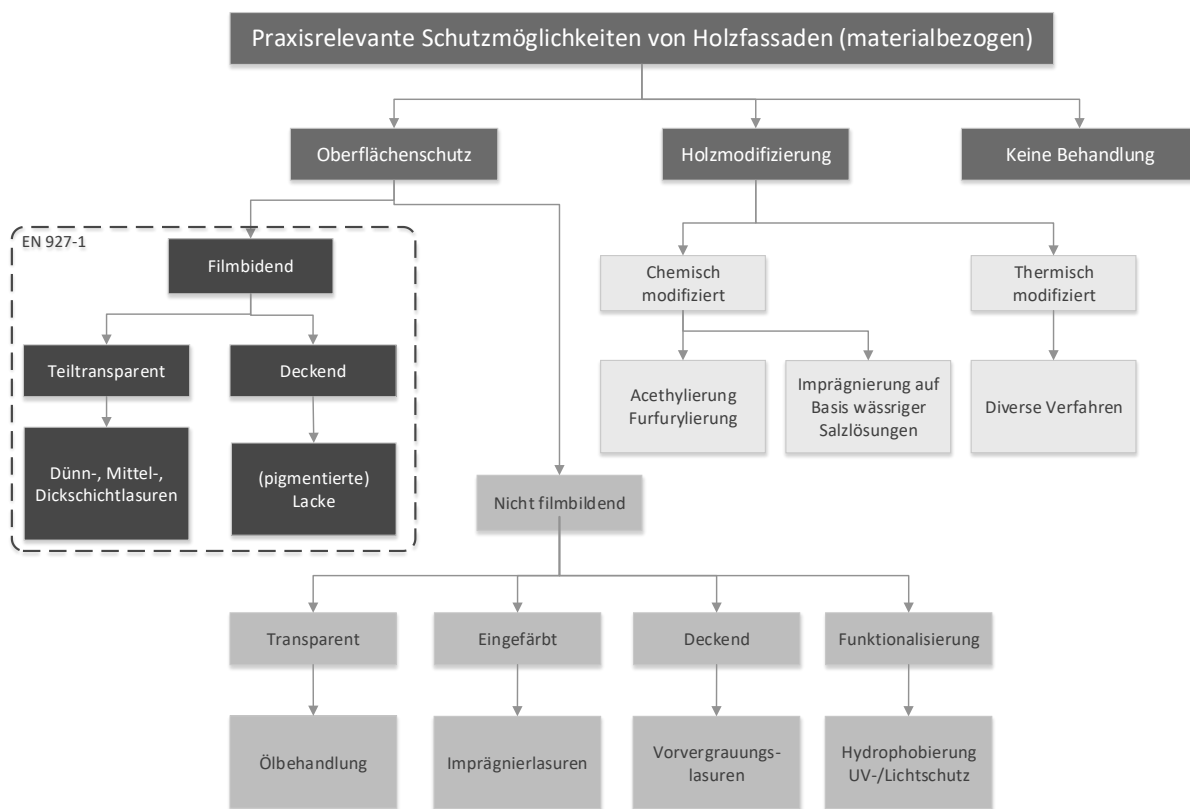 Praxisrelevante Schutzmöglichkeiten von Holzfassaden (materialbezogen)
Oberflächenschutz
Holzmodifizierung
Keine Behandlung
EN 927-1
Filmbidend
Chemisch
modifiziert
Thermisch
modifiziert
Teiltransparent
Deckend
Acethylierung
Furfurylierung
Imprägnierung auf
Basis wässriger
Salzlösungen
Diverse Verfahren
Dünn-, Mittel-,
Dickschichtlasuren
(pigmentierte)
Lacke
Nicht filmbildend
Transparent
Eingefärbt
Deckend
Funktionalisierung
Ölbehandlung
Imprägnierlasuren
Vorvergrauungs-
lasuren
Hydrophobierung
UV-/Lichtschutz